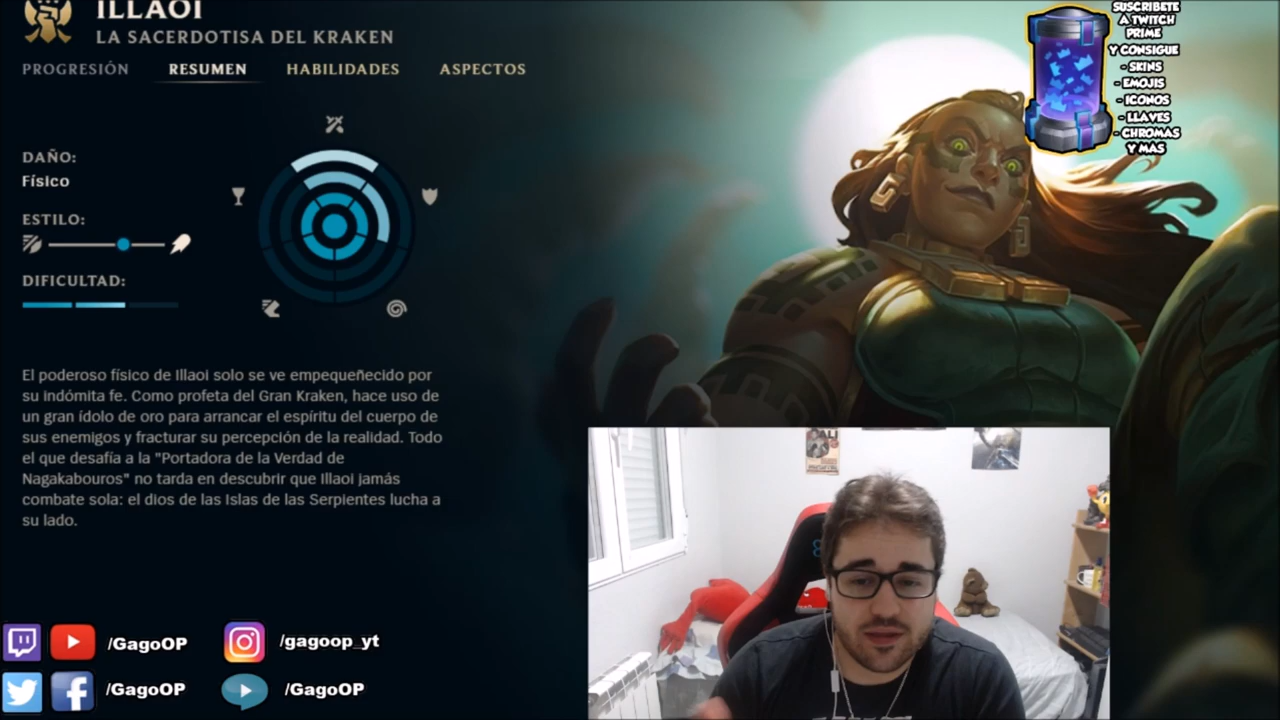 ILLAOI
LA SACERDOTISA DEL KRAKEN
PROGRESIÓN RESUMEN HABILIDADES ASPECTOS
DAÑO:
Físico
ESTILO:
DIFICULTAD:
El poderoso físico de Illaoi solo se ve empequeñecido por
su indómita fe. Como profeta del Gran Kraken, hace uso de
un gran ídolo de oro para arrancar el espíritu del cuerpo de
sus enemigos y fracturar su percepción de la realidad. Todo
el que desafía a la "Portadora de la Verdad de
Nagakabouros" no tarda en descubrir que Illaoi jamás
combate sola: el dios de las Islas de las Serpientes lucha a
su lado.
SUSCRIBETE
A TWITCH
PRIME
Y CONSIGUE
- SKINS
- EMOJIS
- ICONOS
- LLAVES
- CHROMAS
Y MAS
/GagoOP /gagoop_yt
/GagoOP /GagoOP